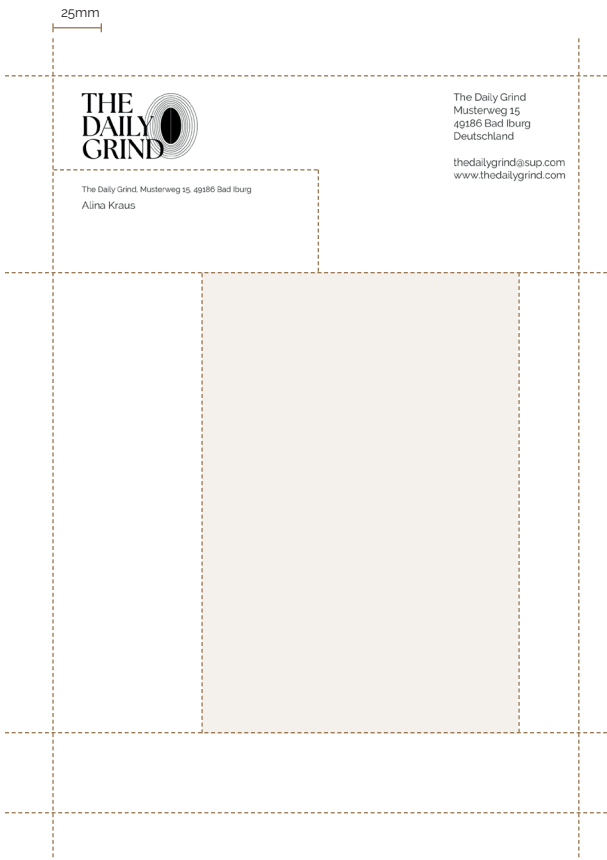 25mm
THE
DAILY
GRIND
The Daily Grind, Musterweg 15, 49186 Bad Iburg
Alina Kraus
The Daily Grind
Musterweg 15
49186 Bad Iburg
Deutschland
thedailygrind@sup.com
www.thedailygrind.com